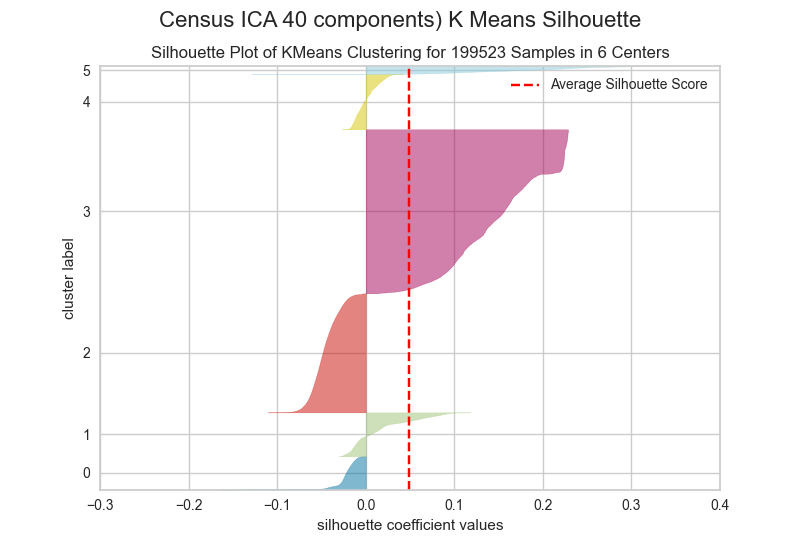 Census ICA 40 components) K Means Silhouette
Silhouette Plot of KMeans Clustering for 199523 Samples in 6 Centers
Average Silhouette Score
cluster label
5
4
3
2
1
0
−0.3 −0.2 −0.1 0.0 0.1 0.2 0.3 0.4
silhouette coefficient values